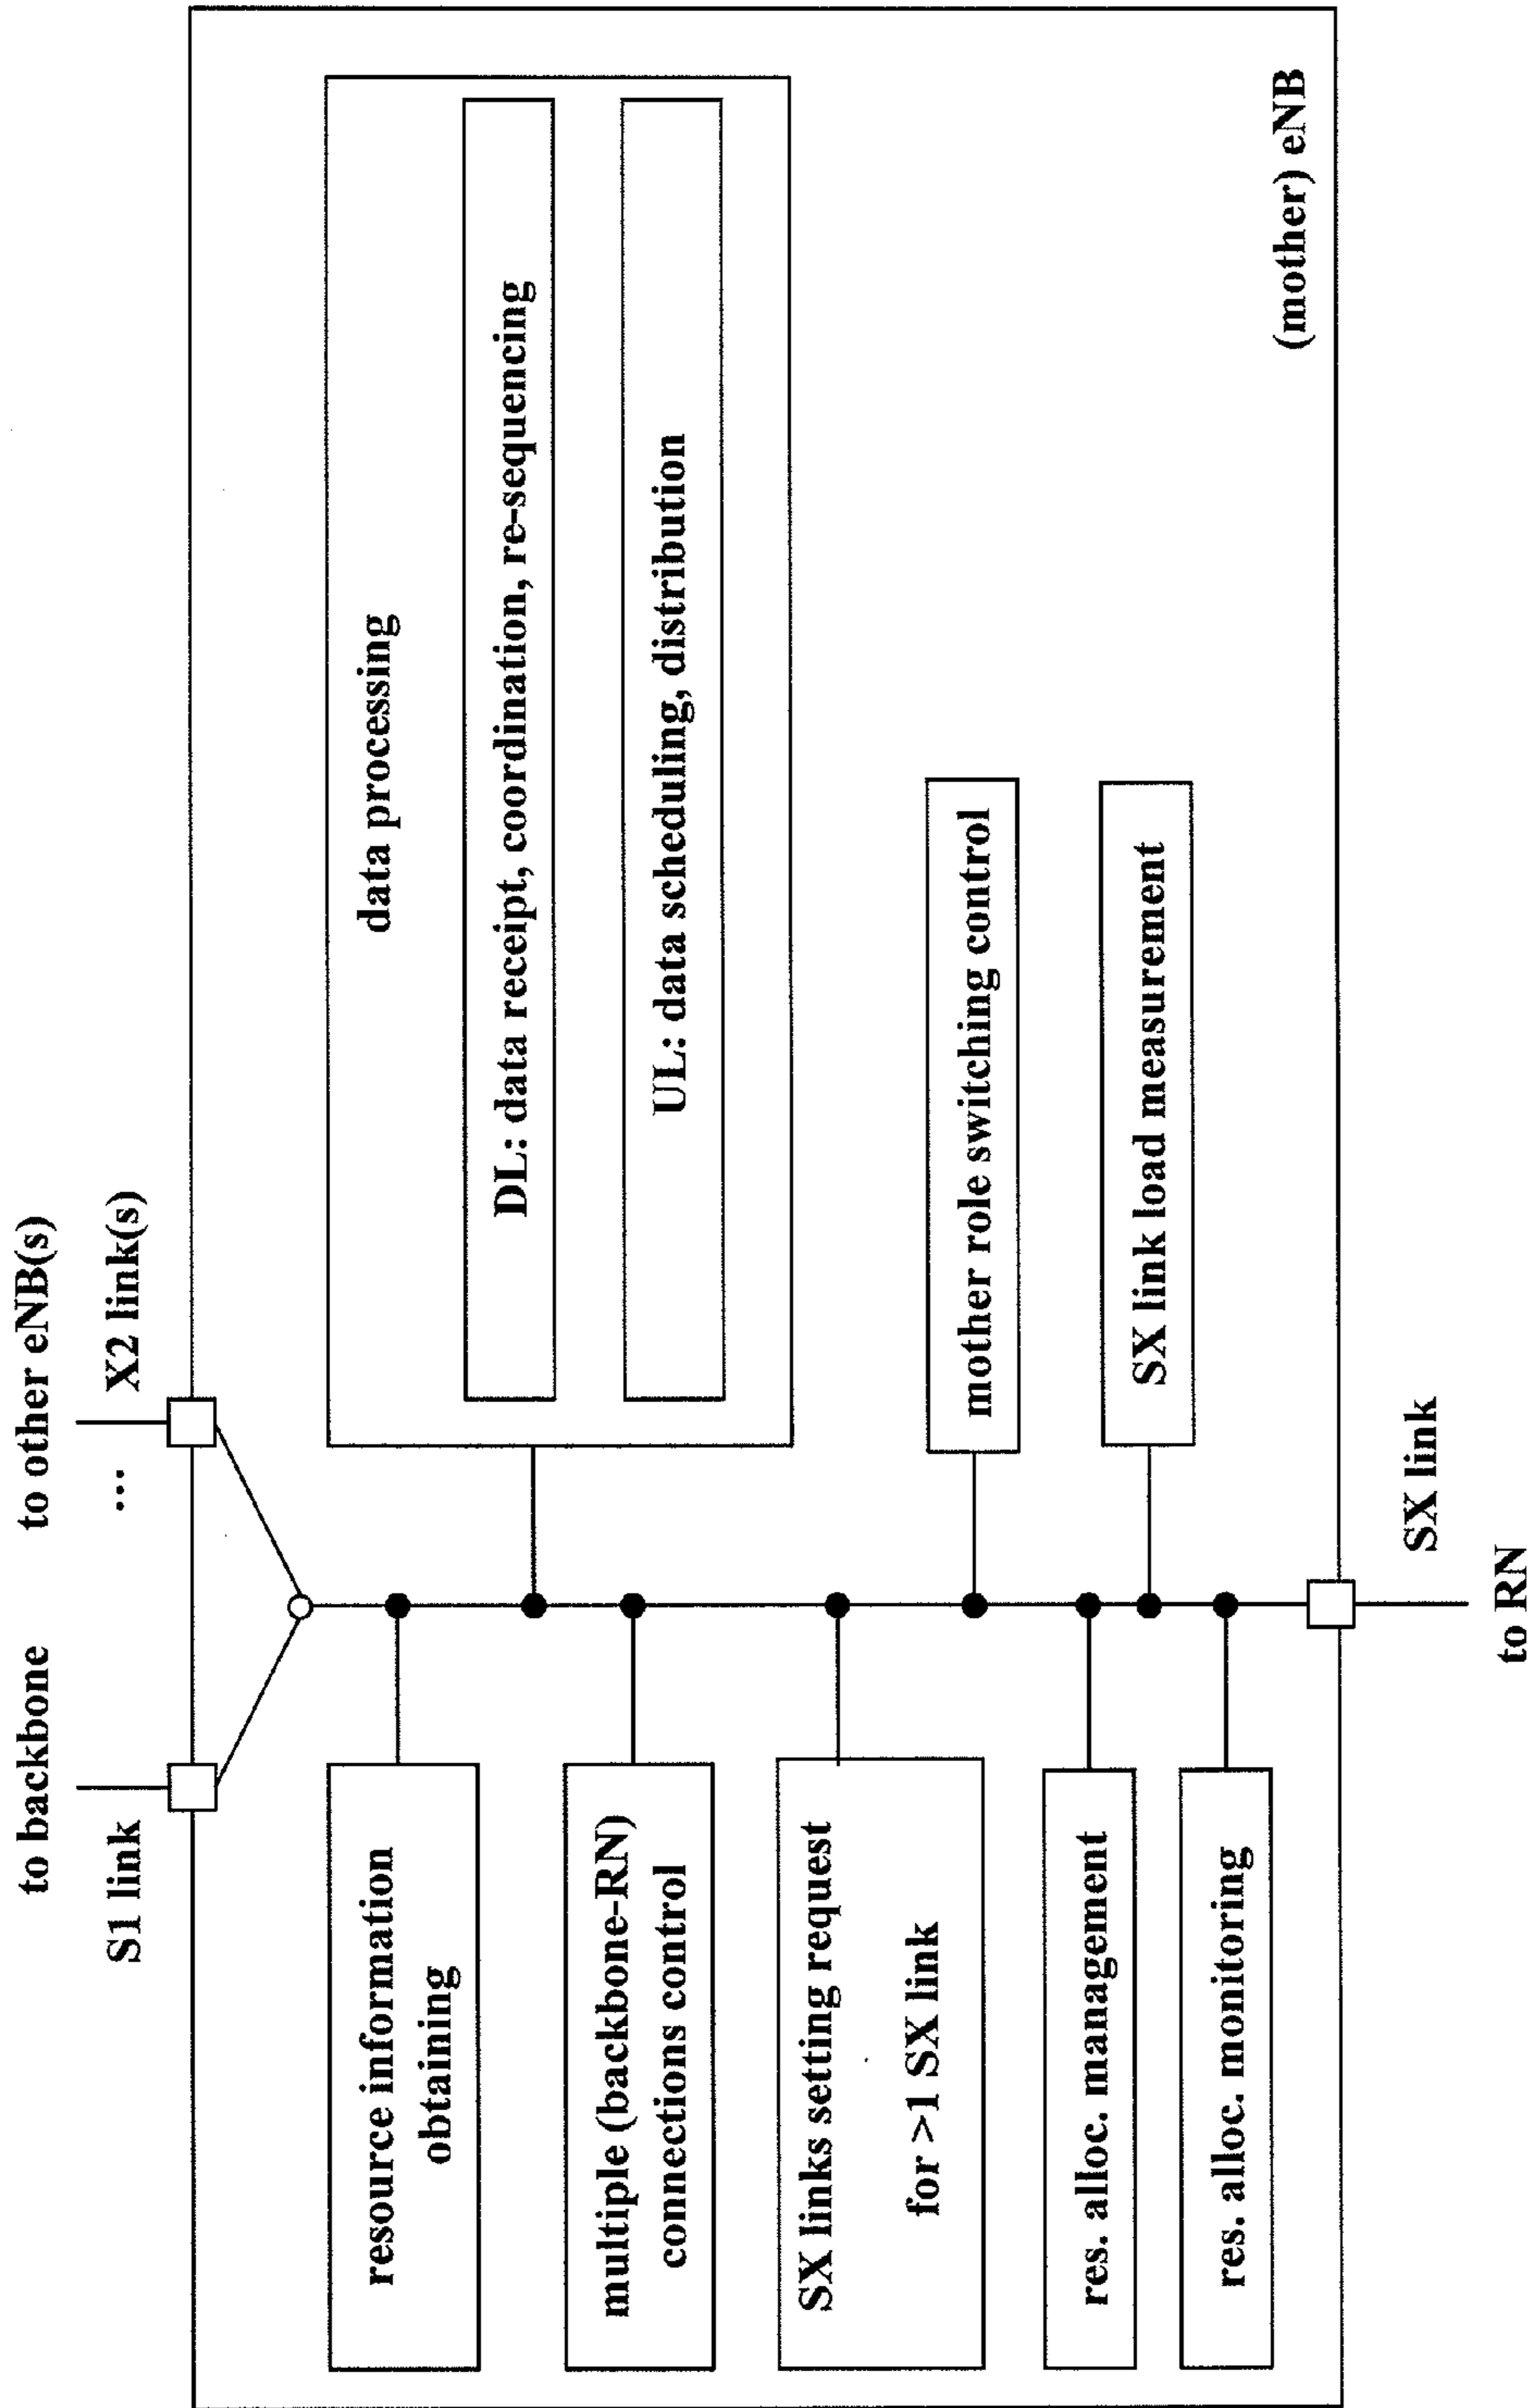 to backbone
to other eNB(s)
S1 link
...
X2 link(s)
resource information
obtaining
multiple (backbone-RN)
connections control
SX links setting request
for >1 SX link
res. alloc. management
res. alloc. monitoring
data processing
DL: data receipt, coordination, re-sequencing
UL: data scheduling, distribution
mother role switching control
SX link load measurement
(mother) eNB
SX link
to RN